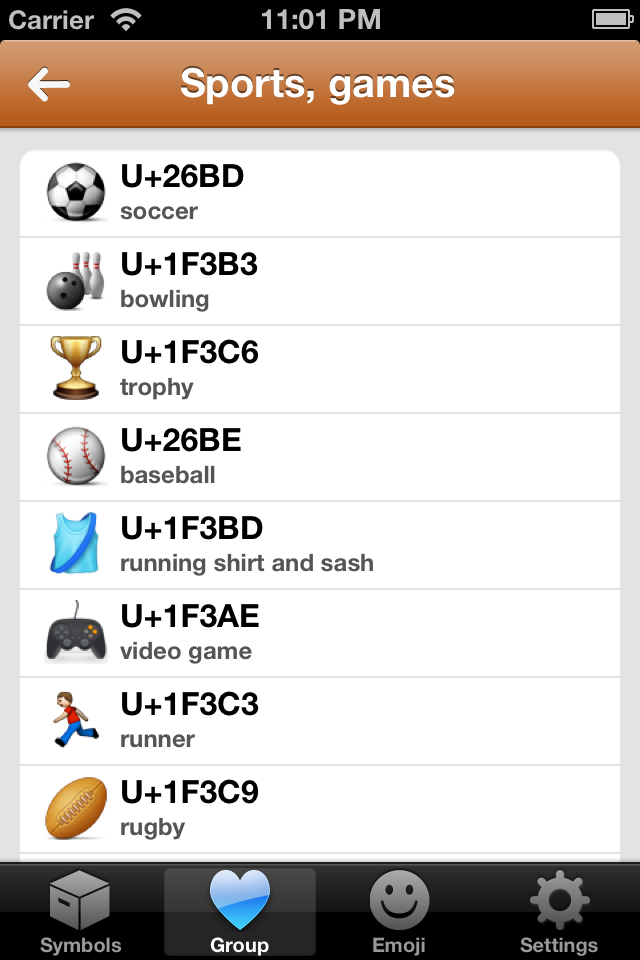 Carrier 11:01 PM
Sports, games
U+26BD
soccer
U+1F3B3
bowling
U+1F3C6
trophy
U+26BE
baseball
U+1F3BD
running shirt and sash
U+1F3AE
video game
U+1F3C3
runner
U+1F3C9
rugby
Symbols Group Emoji Settings